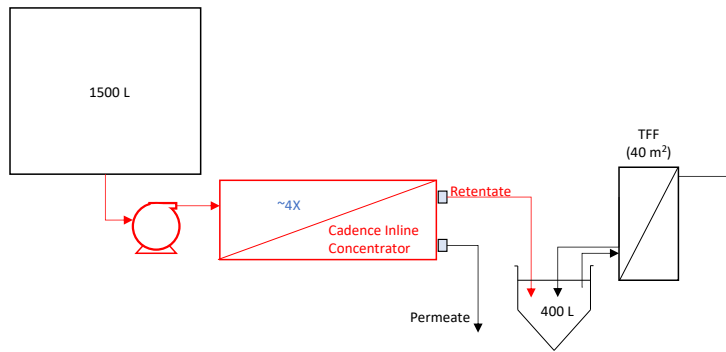 1500 L
~4X
Cadence Inline
Concentrator
Retentate
Permeate
400 L
TFF
(40 m²)